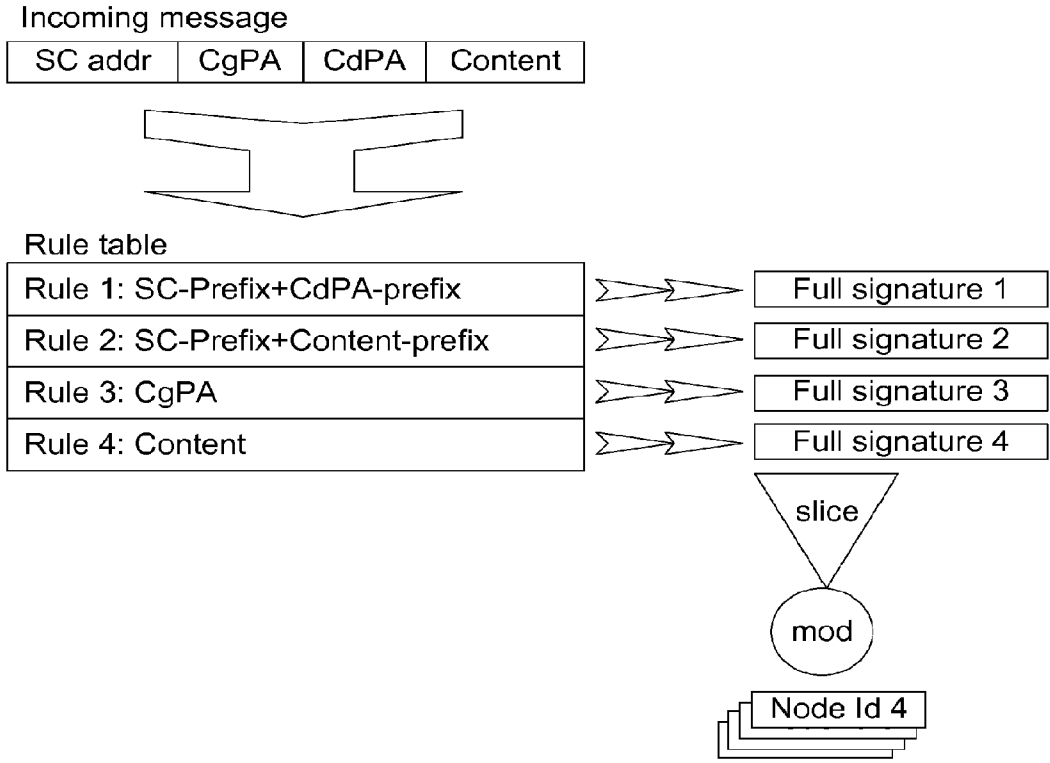 Incoming message
SC addr CgPA CdPA Content
Rule table
Rule 1: SC-Prefix+CdPA-prefix Full signature 1
Rule 2: SC-Prefix+Content-prefix Full signature 2
Rule 3: CgPA Full signature 3
Rule 4: Content Full signature 4
slice
mod
Node Id 4